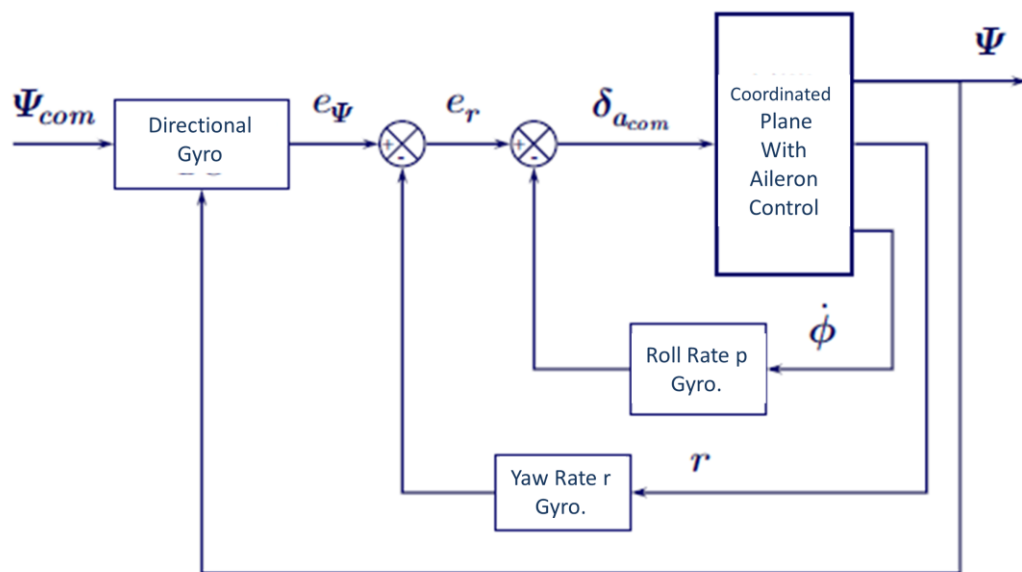 Ψ
Ψcom
Directional
Gyro
eΨ
+
-
er
+
-
δacom
Coordinated
Plane
With
Aileron
Control
Roll Rate p
Gyro.
ϕ̇
Yaw Rate r
Gyro.
r